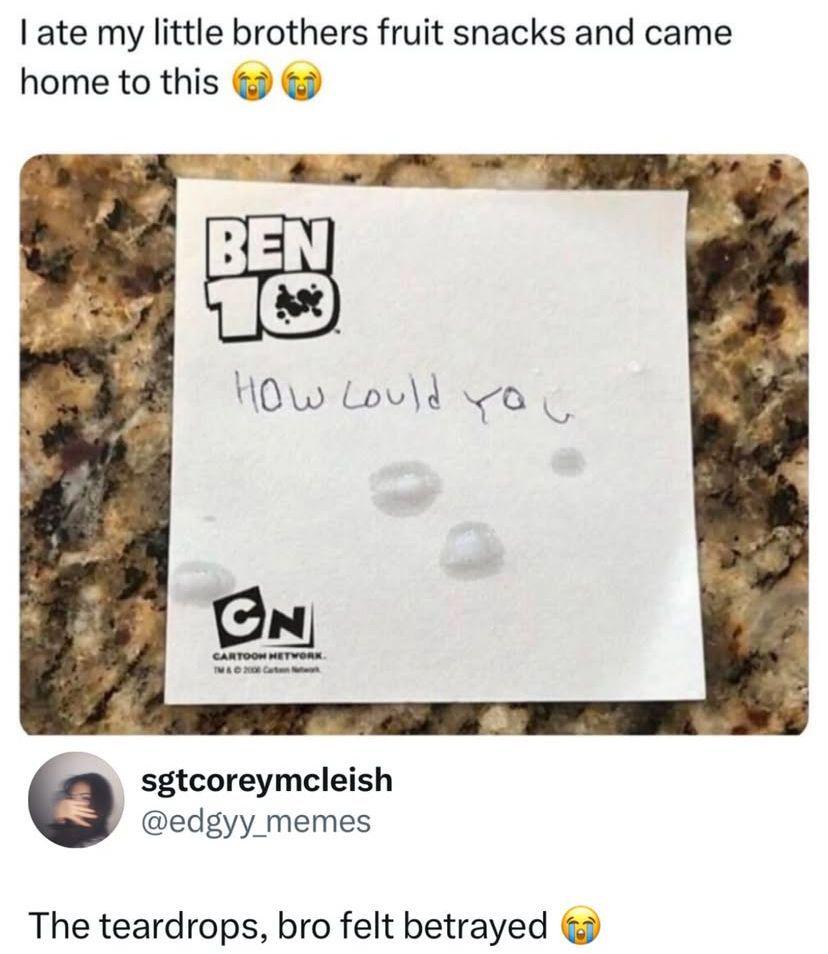 I ate my little brothers fruit snacks and came
home to this 😭😭
BEN
10
How could you
CN
CARTOON NETWORK.
TM & © 2006 Cartoon Network
sgtcoreymcleish
@edgyy_memes
The teardrops, bro felt betrayed 😭